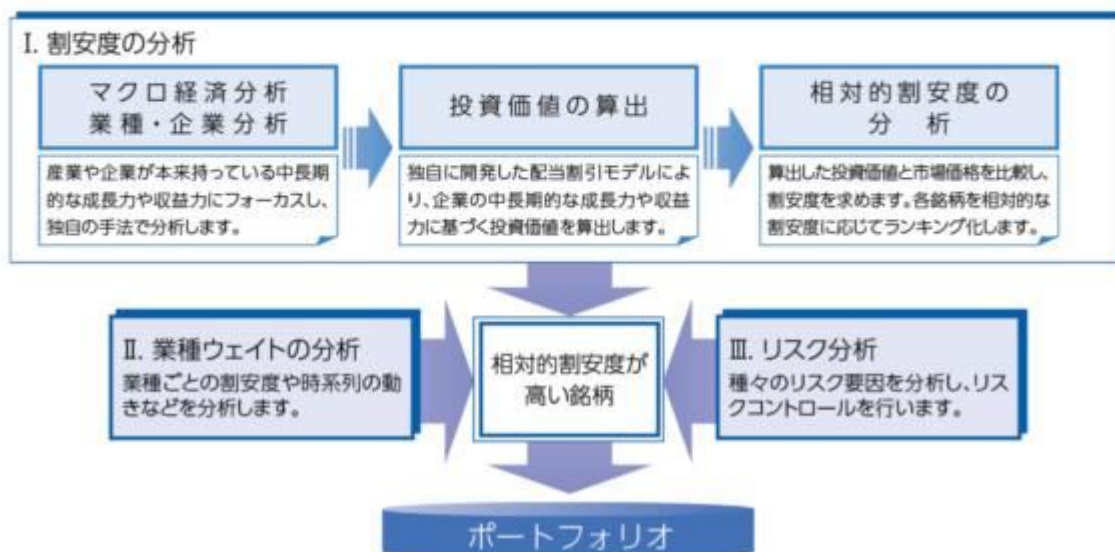 Ⅰ. 割安度の分析
マクロ経済分析
業種・企業分析
産業や企業が本来持っている中長期
的な成長力や収益力にフォーカスし、
独自の手法で分析します。
投資価値の算出
独自に開発した配当割引モデルによ
り、企業の中長期的な成長力や収益
力に基づく投資価値を算出します。
相対的割安度の
分析
算出した投資価値と市場価格を比較し、
割安度を求めます。各銘柄を相対的な
割安度に応じてランキング化します。
Ⅱ. 業種ウェイトの分析
業種ごとの割安度や時系列の動
きなどを分析します。
相対的割安度が
高い銘柄
Ⅲ. リスク分析
種々のリスク要因を分析し、リス
クコントロールを行います。
ポートフォリオ